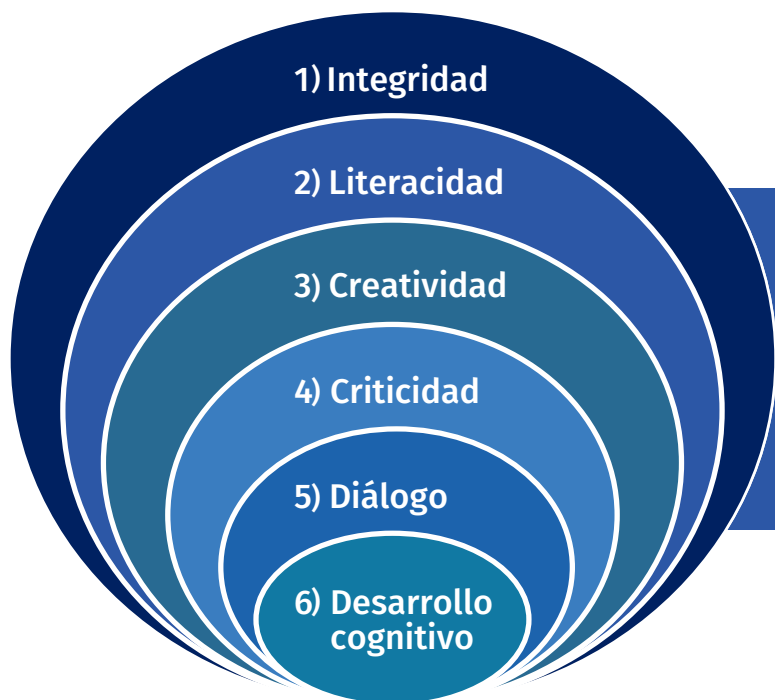 1) Integridad
2) Literacidad
3) Creatividad
4) Criticidad
5) Diálogo
6) Desarrollo
cognitivo